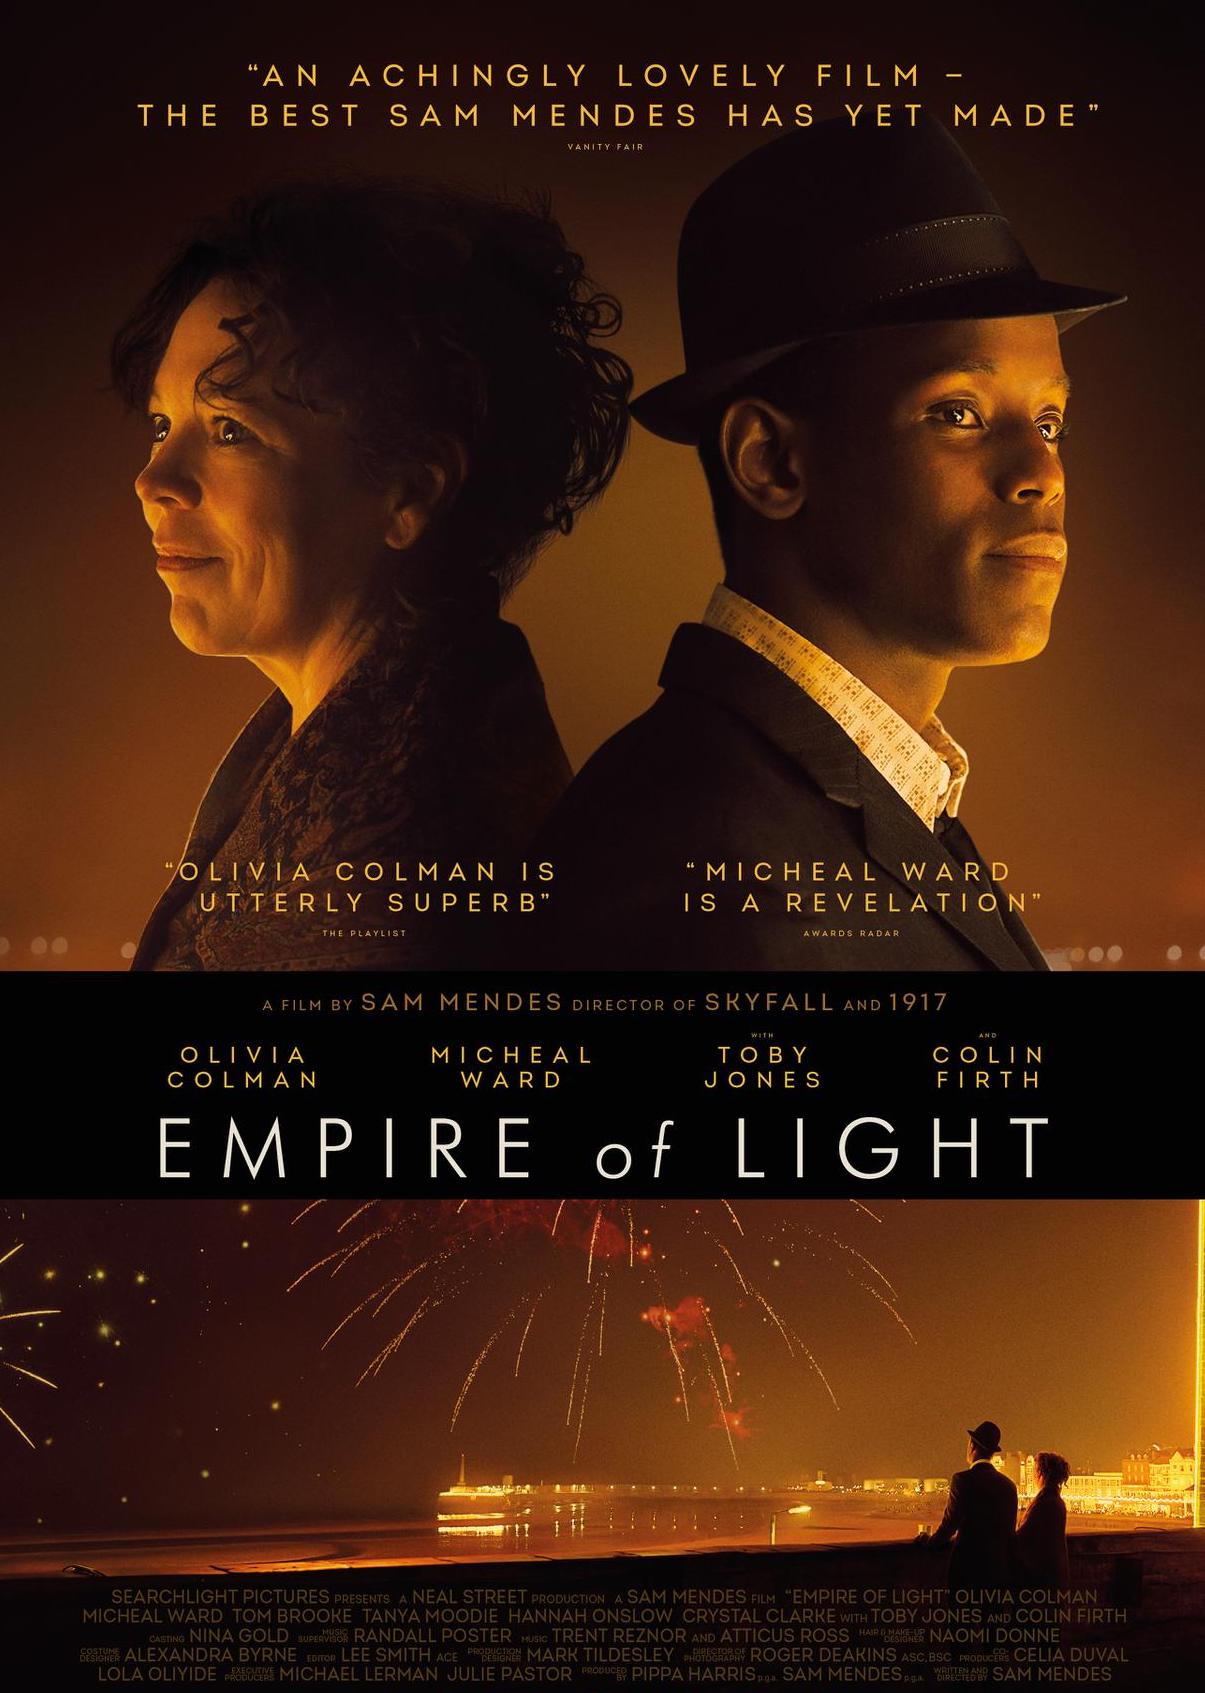 “AN ACHINGLY LOVELY FILM –
THE BEST SAM MENDES HAS YET MADE”
VANITY FAIR
“OLIVIA COLMAN IS
UTTERLY SUPERB”
THE PLAYLIST
“MICHEAL WARD
IS A REVELATION”
AWARDS RADAR
A FILM BY SAM MENDES DIRECTOR OF SKYFALL AND 1917
OLIVIA
COLMAN
MICHEAL
WARD
WITH
TOBY
JONES
AND
COLIN
FIRTH
EMPIRE of LIGHT
SEARCHLIGHT PICTURES PRESENTS A NEAL STREET PRODUCTION A SAM MENDES FILM “EMPIRE OF LIGHT” OLIVIA COLMAN
MICHEAL WARD TOM BROOKE TANYA MOODIE HANNAH ONSLOW CRYSTAL CLARKE WITH TOBY JONES AND COLIN FIRTH
CASTING NINA GOLD MUSIC SUPERVISOR RANDALL POSTER MUSIC TRENT REZNOR AND ATTICUS ROSS HAIR & MAKE-UP DESIGNER NAOMI DONNE
COSTUME DESIGNER ALEXANDRA BYRNE EDITOR LEE SMITH ACE PRODUCTION DESIGNER MARK TILDESLEY DIRECTOR OF PHOTOGRAPHY ROGER DEAKINS ASC, BSC CO-PRODUCERS CELIA DUVAL
LOLA OLIYIDE EXECUTIVE PRODUCERS MICHAEL LERMAN JULIE PASTOR PRODUCED BY PIPPA HARRIS p.g.a. SAM MENDES p.g.a. WRITTEN AND DIRECTED BY SAM MENDES